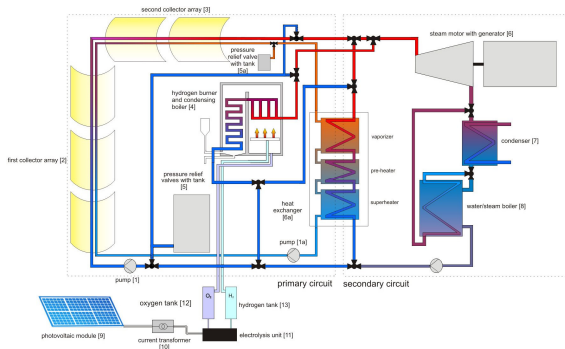 second collector array [3]
steam motor with generator [6]
pressure
relief valve
with tank
[5a]
hydrogen burner
and condensing
boiler [4]
vaporizer
condenser [7]
first collector array [2]
pre-heater
pressure relief
valves with tank
[5]
superheater
water/steam boiler [8]
heat
exchanger
[6a]
pump [1a]
pump [1]
primary circuit
secondary circuit
oxygen tank [12]
O₂
H₂
hydrogen tank [13]
photovoltaic module [9]
current transformer
[10]
electrolysis unit [11]